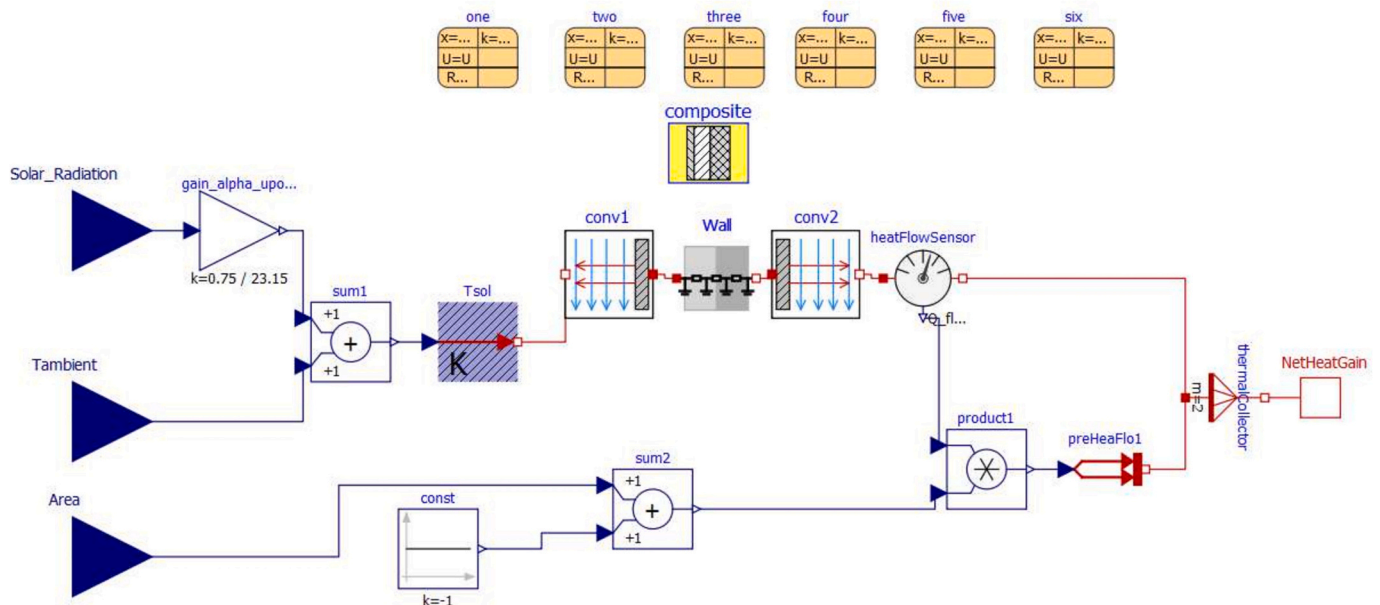 one two three four five six
x=... k=... x=... k=... x=... k=... x=... k=... x=... k=... x=... k=...
U=U U=U U=U U=U U=U U=U
R... R... R... R... R... R...
composite
Solar_Radiation
gain_alpha_upo...
k=0.75 / 23.15
conv1
Wall
conv2
heatFlowSensor
Q_fl...
sum1
+1
+
+1
Tsol
K
Tambient
thermalCollector
m=2
NetHeatGain
product1
preHeaFlo1
sum2
+1
+
+1
Area
const
k=-1